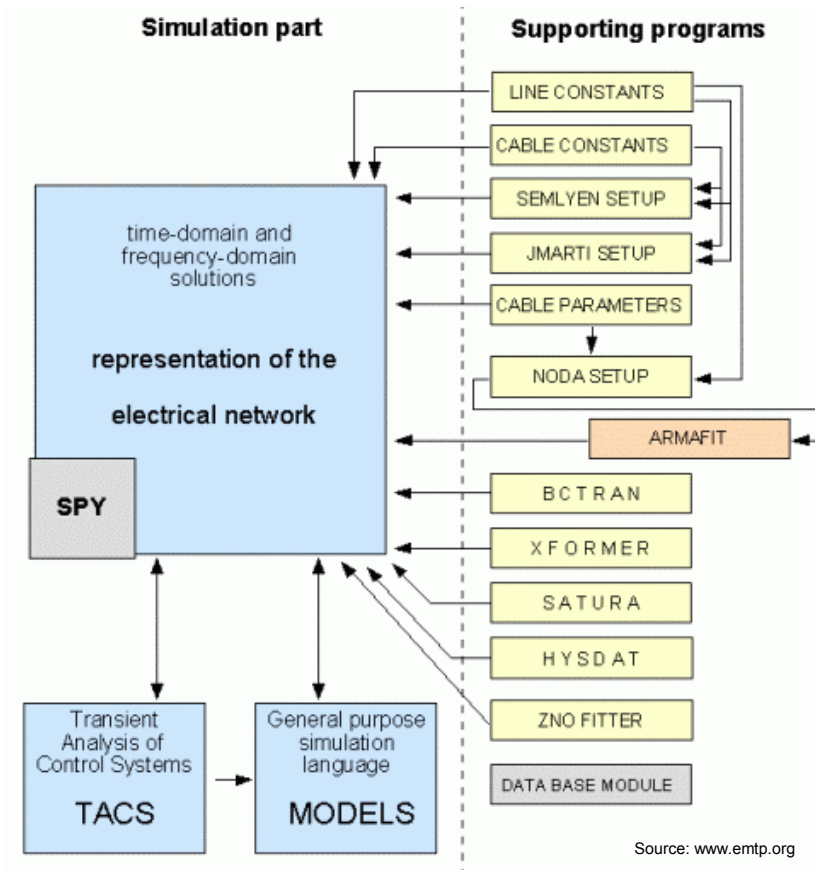 Simulation part
Supporting programs
LINE CONSTANTS
CABLE CONSTANTS
SEMLYEN SETUP
JMARTI SETUP
CABLE PARAMETERS
NODA SETUP
ARMAFIT
BCTRAN
XFORMER
SATURA
HYSDAT
ZNO FITTER
DATA BASE MODULE
time-domain and
frequency-domain
solutions
representation of the
electrical network
SPY
Transient
Analysis of
Control Systems
TACS
General purpose
simulation
language
MODELS
Source: www.emtp.org